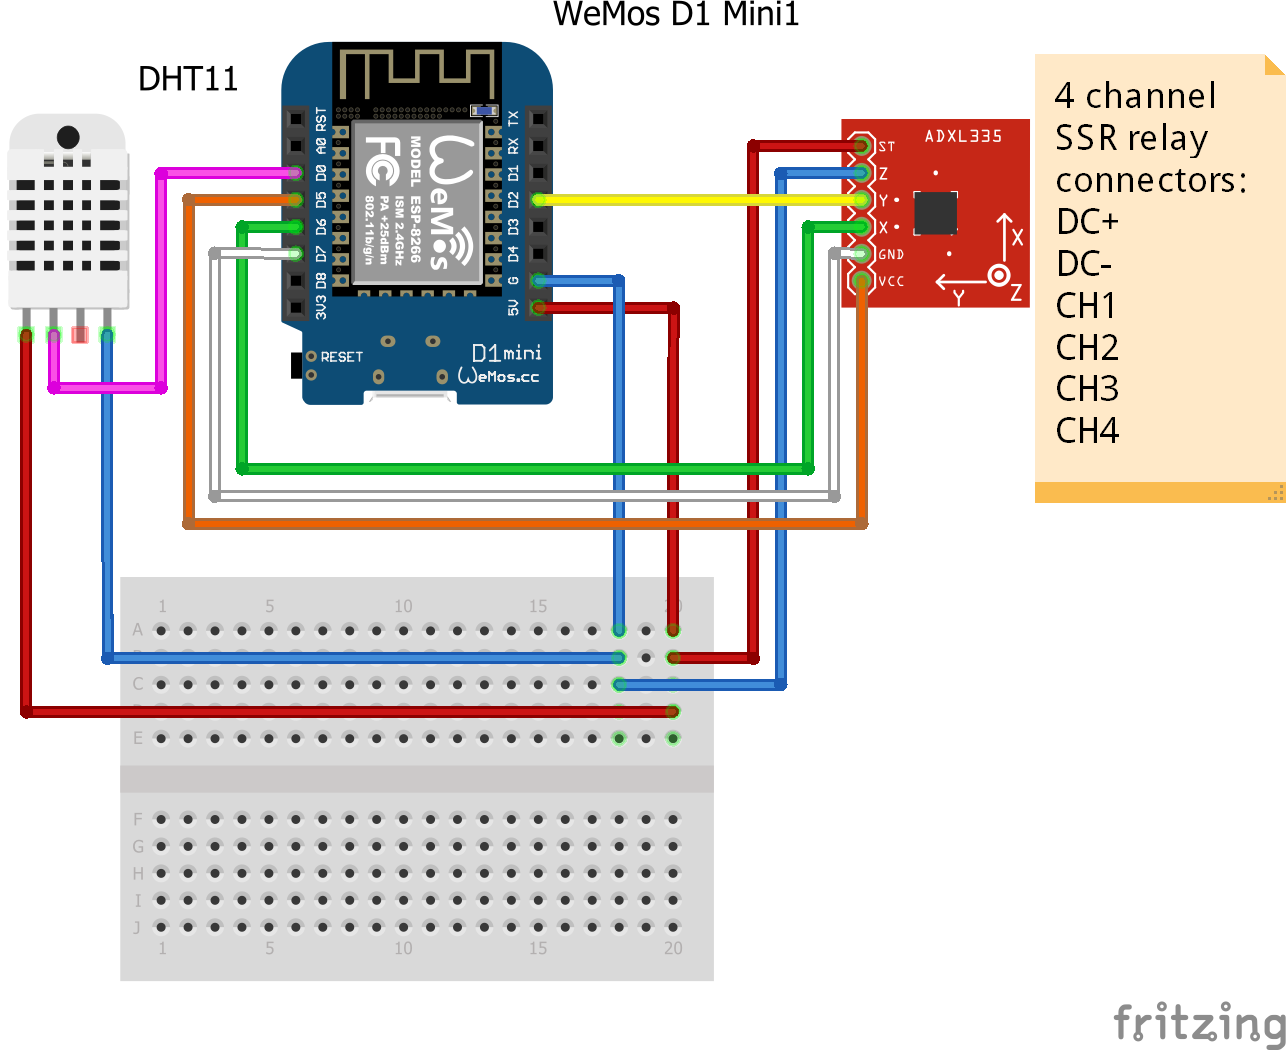 WeMos D1 Mini1
DHT11
RST
A0
D0
D5
D6
D7
D8
3V3
TX
RX
D1
D2
D3
D4
G
5V
WeMos
MODEL ESP-8266
ISM 2.4GHz
PA +25dBm
802.11b/g/n
FC
RESET
D1mini
WeMos.cc
ADXL335
ST
Z
Y
X
GND
VCC
X
Y
Z
4 channel
SSR relay
connectors:
DC+
DC-
CH1
CH2
CH3
CH4
1 5 10 15 20
A
C
E
F
G
H
I
J
1 5 10 15 20
fritzing